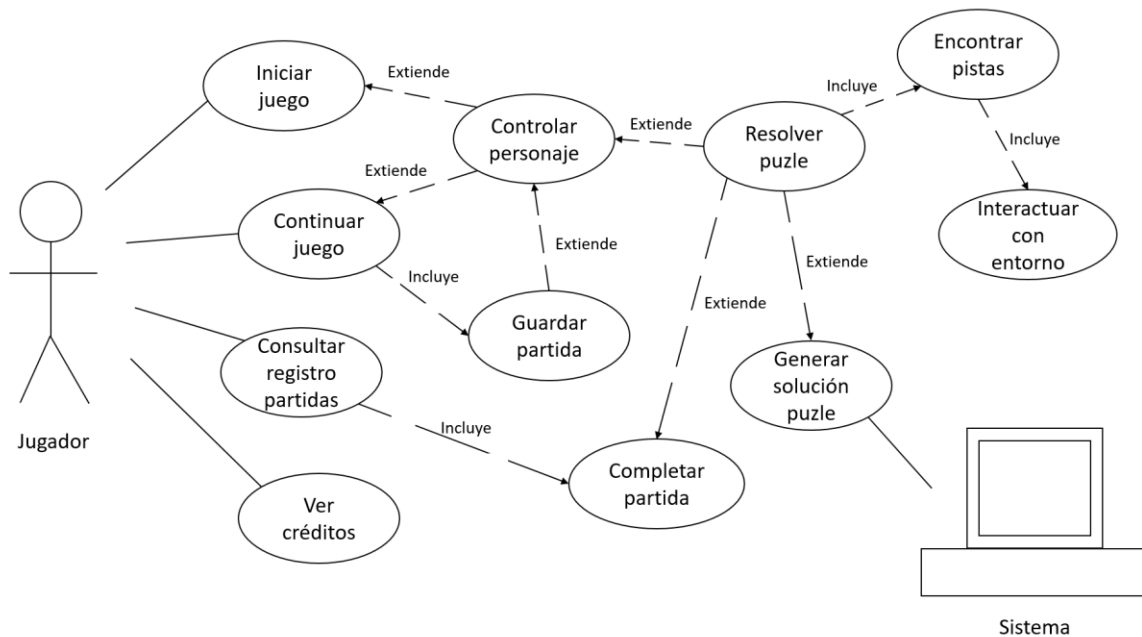 Encontrar
pistas
Iniciar
juego
Extiende
Incluye
Controlar
personaje
Extiende
Resolver
puzle
Incluye
Extiende
Interactuar
con
entorno
Continuar
juego
Extiende
Extiende
Incluye
Extiende
Guardar
partida
Consultar
registro
partidas
Generar
solución
puzle
Jugador
Incluye
Completar
partida
Ver
créditos
Sistema